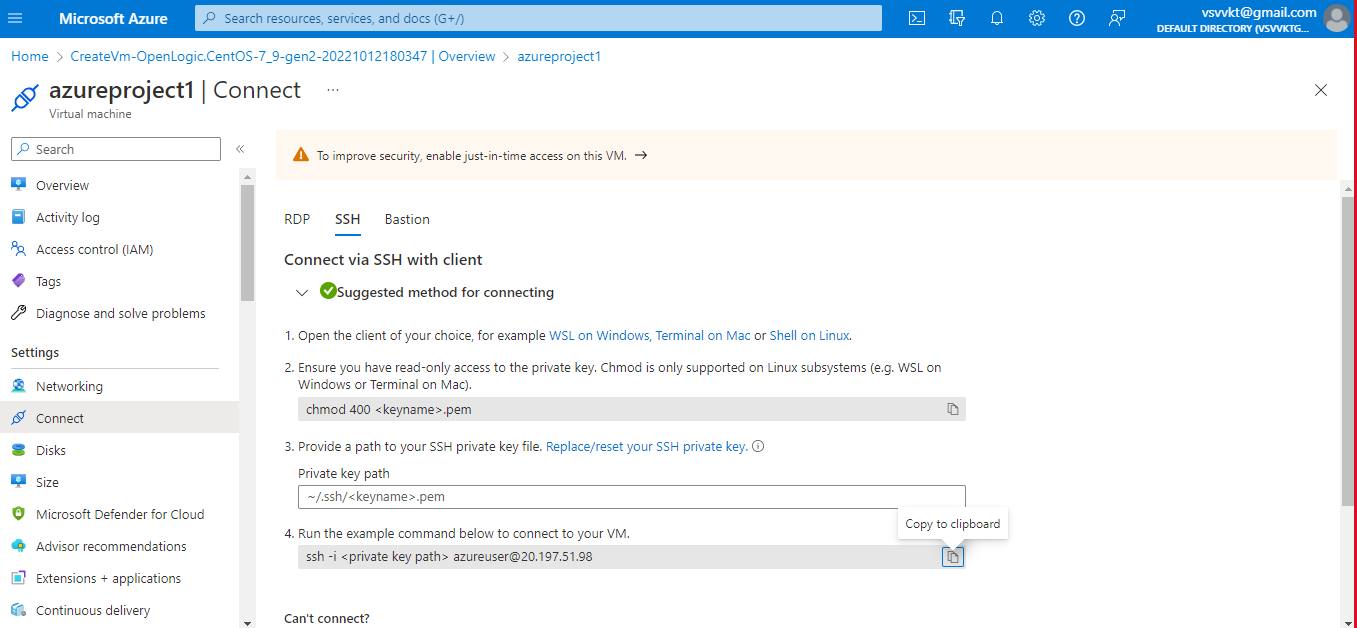 Microsoft Azure
Search resources, services, and docs (G+/)
vsvvkt@gmail.com
DEFAULT DIRECTORY (VSVVKTG...
Home > CreateVm-OpenLogic.CentOS-7_9-gen2-20221012180347 | Overview > azureproject1
azureproject1 | Connect ...
Virtual machine
Search
«
Overview
Activity log
Access control (IAM)
Tags
Diagnose and solve problems
Settings
Networking
Connect
Disks
Size
Microsoft Defender for Cloud
Advisor recommendations
Extensions + applications
Continuous delivery
To improve security, enable just-in-time access on this VM. →
RDP SSH Bastion
Connect via SSH with client
Suggested method for connecting
1. Open the client of your choice, for example WSL on Windows, Terminal on Mac or Shell on Linux.
2. Ensure you have read-only access to the private key. Chmod is only supported on Linux subsystems (e.g. WSL on
Windows or Terminal on Mac).
chmod 400 <keyname>.pem
3. Provide a path to your SSH private key file. Replace/reset your SSH private key.
Private key path
~/.ssh/<keyname>.pem
Copy to clipboard
4. Run the example command below to connect to your VM.
ssh -i <private key path> azureuser@20.197.51.98
Can't connect?